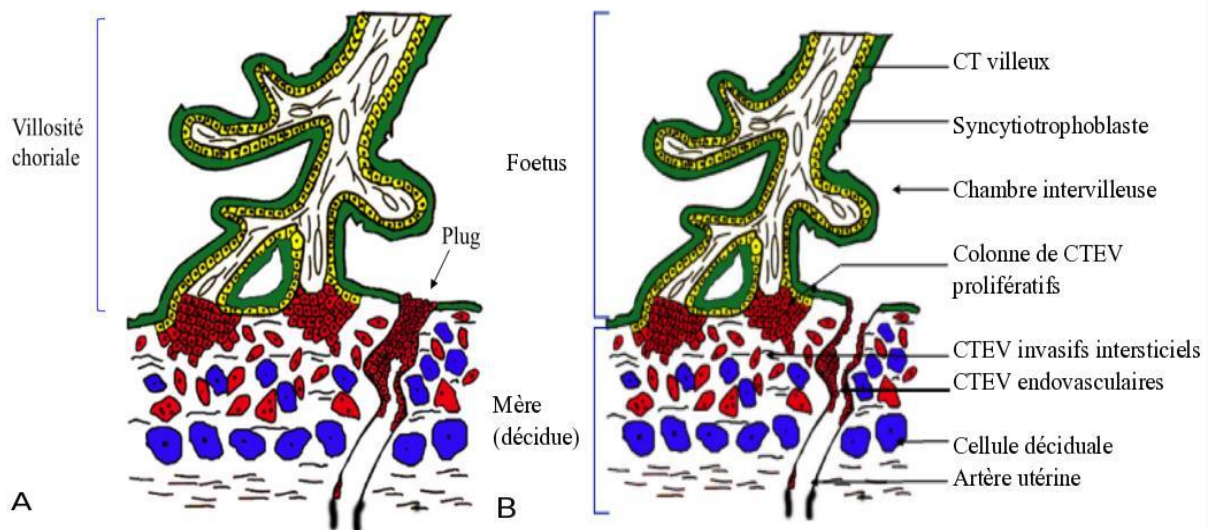 Villosité
choriale
Foetus
Plug
Mère
(décidue)
A
B
CT villeux
Syncytiotrophoblaste
Chambre intervilleuse
Colonne de CTEV
prolifératifs
CTEV invasifs intersticiels
CTEV endovasculaires
Cellule déciduale
Artère utérine